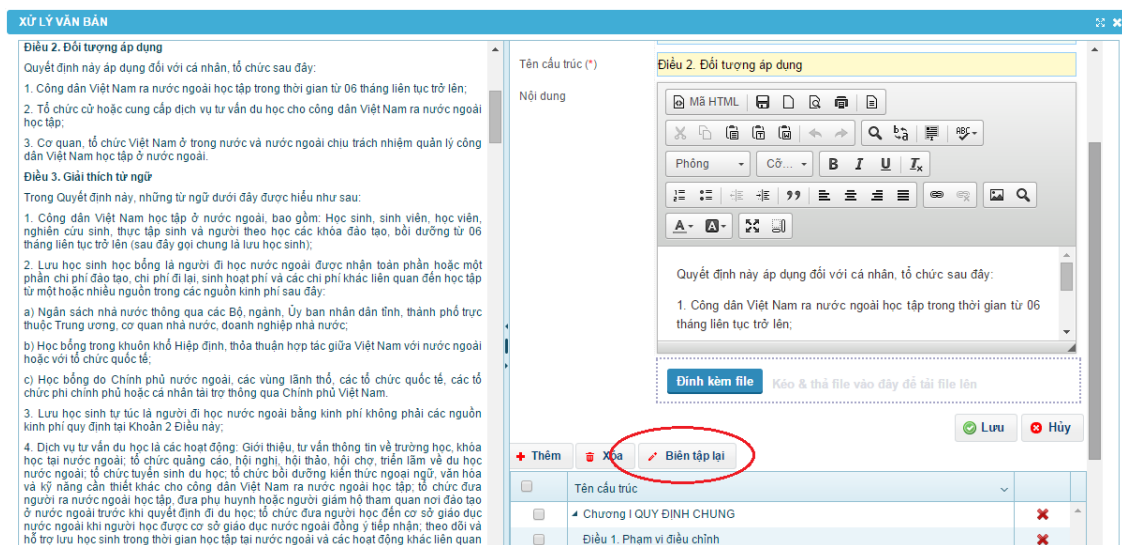 XỬ LÝ VĂN BẢN
Điều 2. Đối tượng áp dụng
Quyết định này áp dụng đối với cá nhân, tổ chức sau đây:
1. Công dân Việt Nam ra nước ngoài học tập trong thời gian từ 06 tháng liên tục trở lên;
2. Tổ chức cử hoặc cung cấp dịch vụ tư vấn du học cho công dân Việt Nam ra nước ngoài
học tập;
3. Cơ quan, tổ chức Việt Nam ở trong nước và nước ngoài chịu trách nhiệm quản lý công
dân Việt Nam học tập ở nước ngoài.
Điều 3. Giải thích từ ngữ
Trong Quyết định này, những từ ngữ dưới đây được hiểu như sau:
1. Công dân Việt Nam học tập ở nước ngoài, bao gồm: Học sinh, sinh viên, học viên,
nghiên cứu sinh, thực tập sinh và người theo học các khóa đào tạo, bồi dưỡng từ 06
tháng liên tục trở lên (sau đây gọi chung là lưu học sinh);
2. Lưu học sinh học bổng là người đi học nước ngoài được nhận toàn phần hoặc một
phần chi phí đào tạo, chi phí đi lại, sinh hoạt phí và các chi phí khác liên quan đến học tập
từ một hoặc nhiều nguồn trong các nguồn kinh phí sau đây:
a) Ngân sách nhà nước thông qua các Bộ, ngành, Ủy ban nhân dân tỉnh, thành phố trực
thuộc Trung ương, cơ quan nhà nước, doanh nghiệp nhà nước;
b) Học bổng trong khuôn khổ Hiệp định, thỏa thuận hợp tác giữa Việt Nam với nước ngoài
hoặc với tổ chức quốc tế;
c) Học bổng do Chính phủ nước ngoài, các vùng lãnh thổ, các tổ chức quốc tế, các tổ
chức phi chính phủ hoặc cá nhân tài trợ thông qua Chính phủ Việt Nam.
3. Lưu học sinh tự túc là người đi học nước ngoài bằng kinh phí không phải các nguồn
kinh phí quy định tại Khoản 2 Điều này;
4. Dịch vụ tư vấn du học là các hoạt động: Giới thiệu, tư vấn thông tin về trường học, khóa
học tại nước ngoài; tổ chức quảng cáo, hội nghị, hội thảo, hội chợ, triển lãm về du học
nước ngoài; tổ chức tuyển sinh du học; tổ chức bồi dưỡng kiến thức ngoại ngữ, văn hóa
và kỹ năng cần thiết khác cho công dân Việt Nam ra nước ngoài học tập; tổ chức đưa
người ra nước ngoài học tập, đưa phụ huynh hoặc người giám hộ tham quan nơi đào tạo
ở nước ngoài trước khi quyết định đi du học; tổ chức đưa người học đến cơ sở giáo dục
nước ngoài khi người học được cơ sở giáo dục nước ngoài đồng ý tiếp nhận; theo dõi và
hỗ trợ lưu học sinh trong thời gian học tập tại nước ngoài và các hoạt động khác liên quan
Tên cấu trúc (*)
Điều 2. Đối tượng áp dụng
Nội dung
Mã HTML
ABC
Phông
Cỡ...
B I U Tx
A
A
Quyết định này áp dụng đối với cá nhân, tổ chức sau đây:
1. Công dân Việt Nam ra nước ngoài học tập trong thời gian từ 06
tháng liên tục trở lên;
Đính kèm file Kéo & thả file vào đây để tải file lên
Lưu Hủy
Thêm Xóa Biên tập lại
Tên cấu trúc
Chương I QUY ĐỊNH CHUNG
Điều 1. Phạm vi điều chỉnh